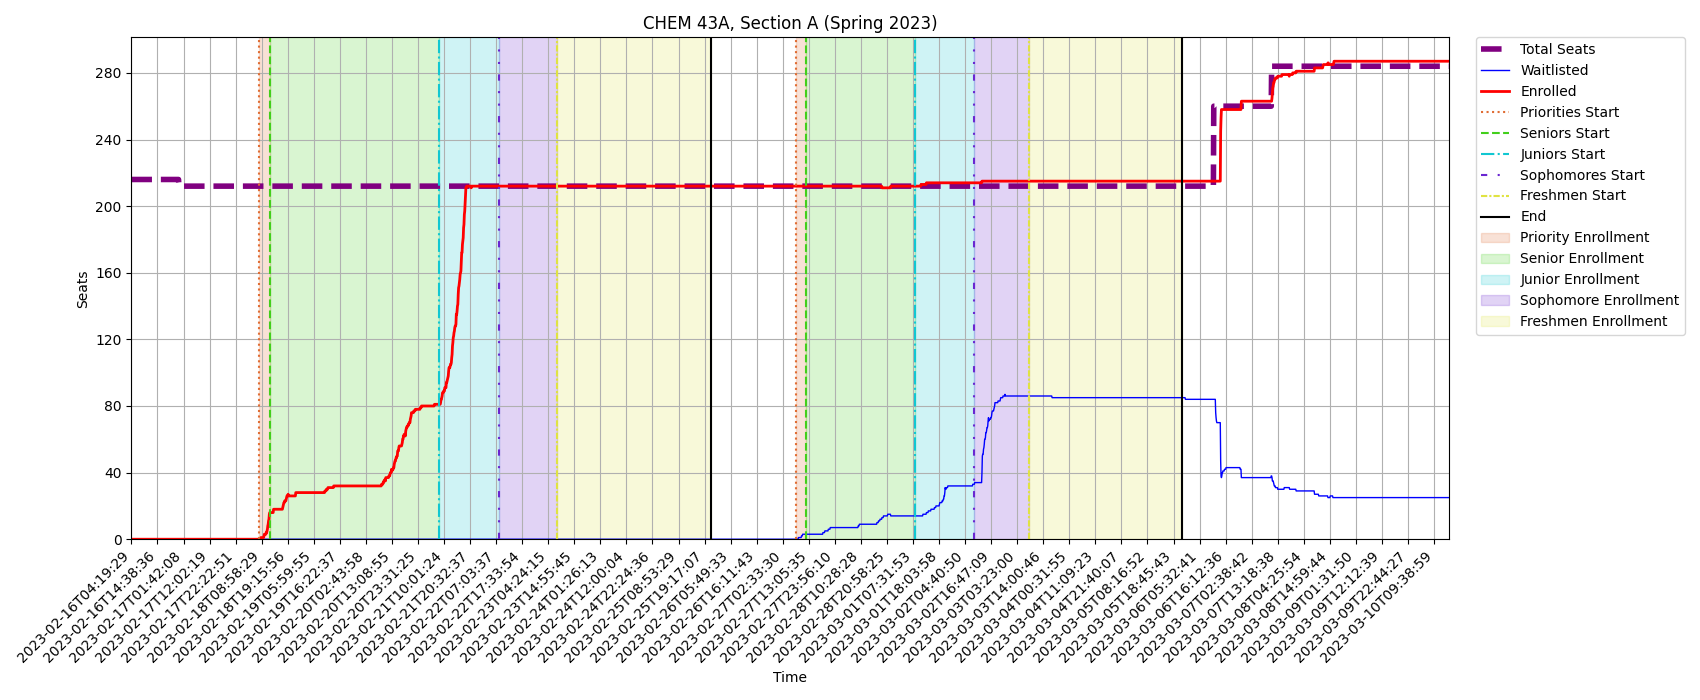 CHEM 43A, Section A (Spring 2023)
Seats
280
240
200
160
120
80
40
0
2023-02-16T04:19:29
2023-02-16T14:38:36
2023-02-17T01:42:08
2023-02-17T12:02:19
2023-02-17T22:22:51
2023-02-18T08:58:29
2023-02-18T19:15:56
2023-02-19T05:59:55
2023-02-19T16:22:37
2023-02-20T02:43:58
2023-02-20T13:08:55
2023-02-20T23:31:25
2023-02-21T10:01:24
2023-02-21T20:32:37
2023-02-22T07:03:37
2023-02-22T17:33:54
2023-02-23T04:24:15
2023-02-23T14:55:45
2023-02-24T01:26:13
2023-02-24T12:00:04
2023-02-24T22:24:36
2023-02-25T08:53:29
2023-02-25T19:17:07
2023-02-26T05:49:33
2023-02-26T16:11:43
2023-02-27T02:33:30
2023-02-27T13:05:35
2023-02-27T23:56:10
2023-02-28T10:28:28
2023-02-28T20:58:25
2023-03-01T07:31:53
2023-03-01T18:03:58
2023-03-02T04:40:50
2023-03-02T16:47:09
2023-03-03T03:23:00
2023-03-03T14:00:46
2023-03-04T00:31:55
2023-03-04T11:09:23
2023-03-04T21:40:07
2023-03-05T08:16:52
2023-03-05T18:45:43
2023-03-06T05:32:41
2023-03-06T16:12:36
2023-03-07T02:38:42
2023-03-07T13:18:38
2023-03-08T04:25:54
2023-03-08T14:59:44
2023-03-09T01:31:50
2023-03-09T12:12:39
2023-03-09T22:44:27
2023-03-10T09:38:59
Time
Total Seats
Waitlisted
Enrolled
Priorities Start
Seniors Start
Juniors Start
Sophomores Start
Freshmen Start
End
Priority Enrollment
Senior Enrollment
Junior Enrollment
Sophomore Enrollment
Freshmen Enrollment